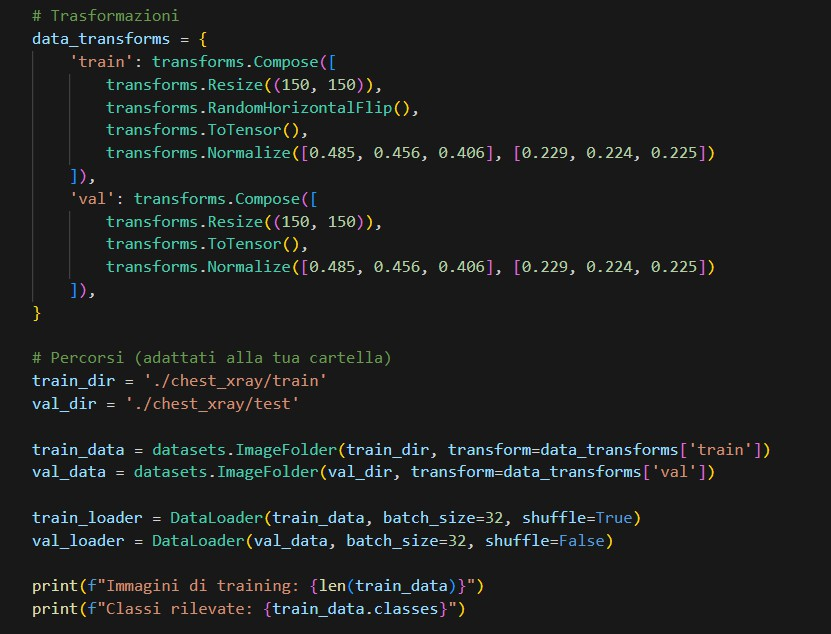 # Trasformazioni
data_transforms = {
    'train': transforms.Compose([
        transforms.Resize((150, 150)),
        transforms.RandomHorizontalFlip(),
        transforms.ToTensor(),
        transforms.Normalize([0.485, 0.456, 0.406], [0.229, 0.224, 0.225])
    ]),
    'val': transforms.Compose([
        transforms.Resize((150, 150)),
        transforms.ToTensor(),
        transforms.Normalize([0.485, 0.456, 0.406], [0.229, 0.224, 0.225])
    ]),
}

# Percorsi (adattati alla tua cartella)
train_dir = './chest_xray/train'
val_dir = './chest_xray/test'

train_data = datasets.ImageFolder(train_dir, transform=data_transforms['train'])
val_data = datasets.ImageFolder(val_dir, transform=data_transforms['val'])

train_loader = DataLoader(train_data, batch_size=32, shuffle=True)
val_loader = DataLoader(val_data, batch_size=32, shuffle=False)

print(f"Immagini di training: {len(train_data)}")
print(f"Classi rilevate: {train_data.classes}")